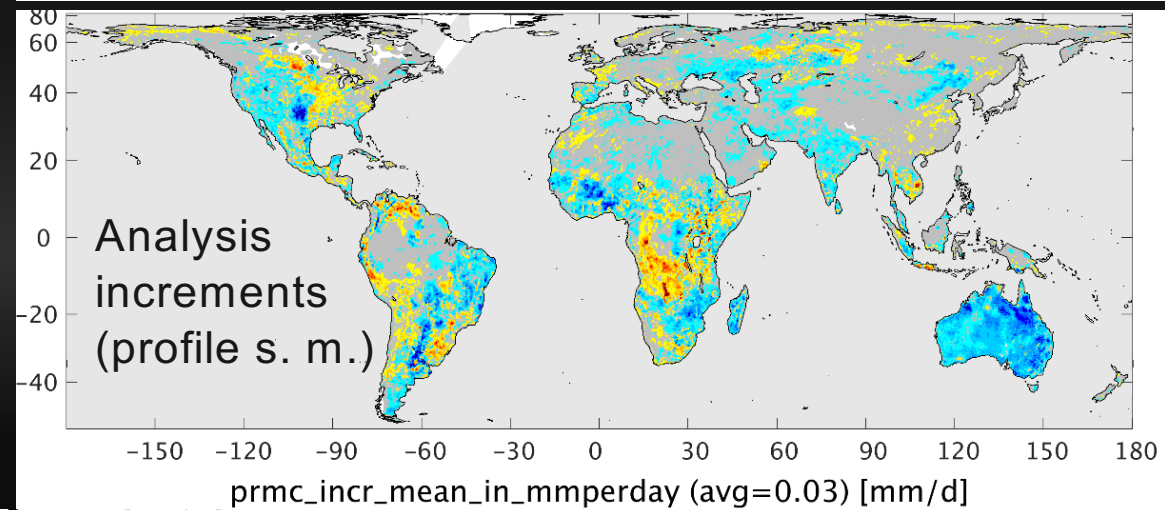 80
60
40
20
0
-20
-40
Analysis
increments
(profile s. m.)
-150 -120 -90 -60 -30 0 30 60 90 120 150 180
prmc_incr_mean_in_mmperday (avg=0.03) [mm/d]